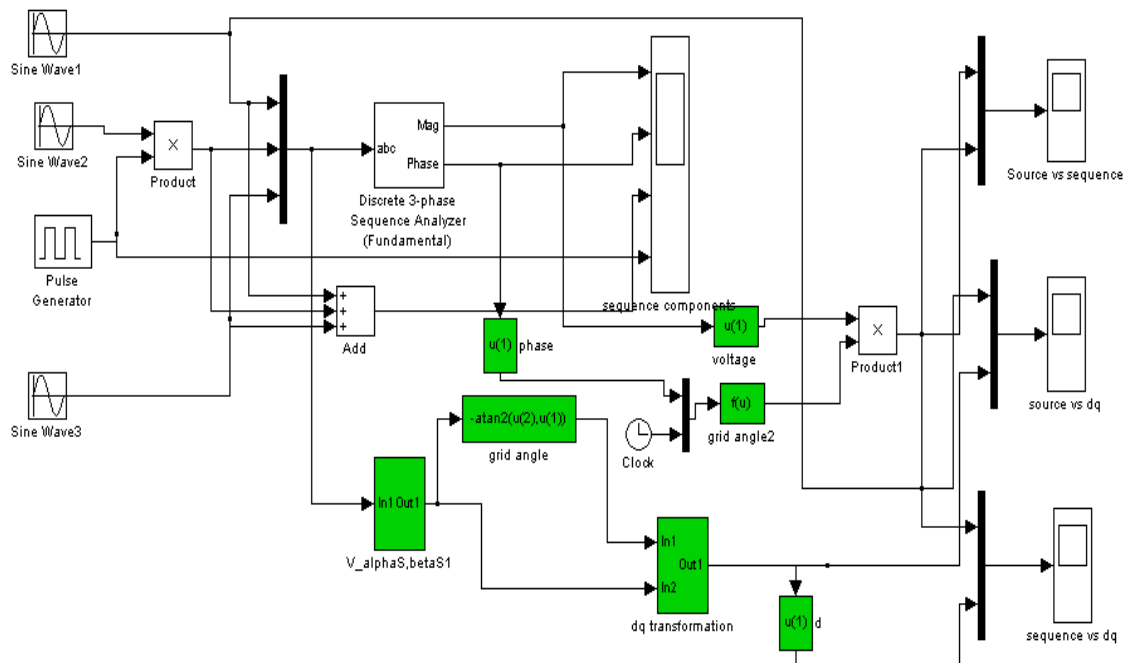 Sine Wave1
Sine Wave2
×
Product
Pulse
Generator
Sine Wave3
abc
Mag
Phase
Discrete 3-phase
Sequence Analyzer
(Fundamental)
+
+
+
Add
sequence components
u(1)
phase
u(1)
voltage
×
Product1
Clock
f(u)
grid angle2
-atan2(u(2),u(1))
grid angle
In1 Out1
V_alphaS,betaS1
In1
In2
Out1
dq transformation
u(1)
d
Source vs sequence
source vs dq
sequence vs dq